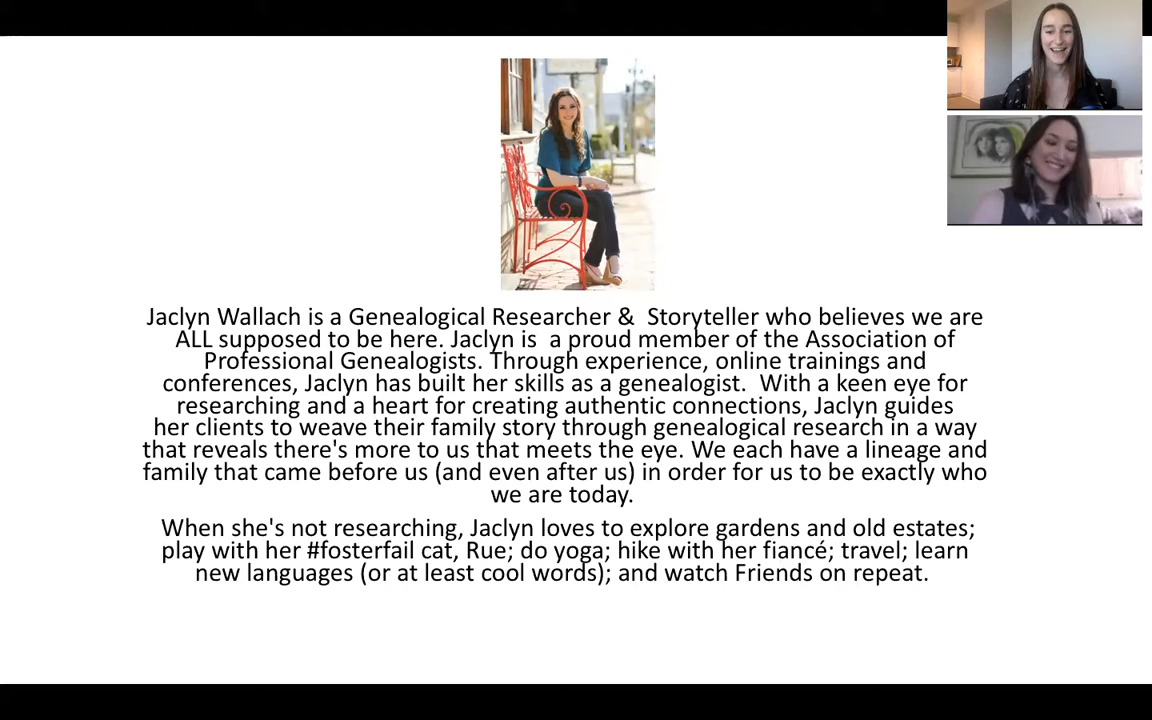 Jaclyn Wallach is a Genealogical Researcher &  Storyteller who believes we are
ALL supposed to be here. Jaclyn is  a proud member of the Association of
Professional Genealogists. Through experience, online trainings and
conferences, Jaclyn has built her skills as a genealogist.  With a keen eye for
researching and a heart for creating authentic connections, Jaclyn guides
her clients to weave their family story through genealogical research in a way
that reveals there's more to us that meets the eye. We each have a lineage and
family that came before us (and even after us) in order for us to be exactly who
we are today.
When she's not researching, Jaclyn loves to explore gardens and old estates;
play with her #fosterfail cat, Rue; do yoga; hike with her fiancé; travel; learn
new languages (or at least cool words); and watch Friends on repeat.